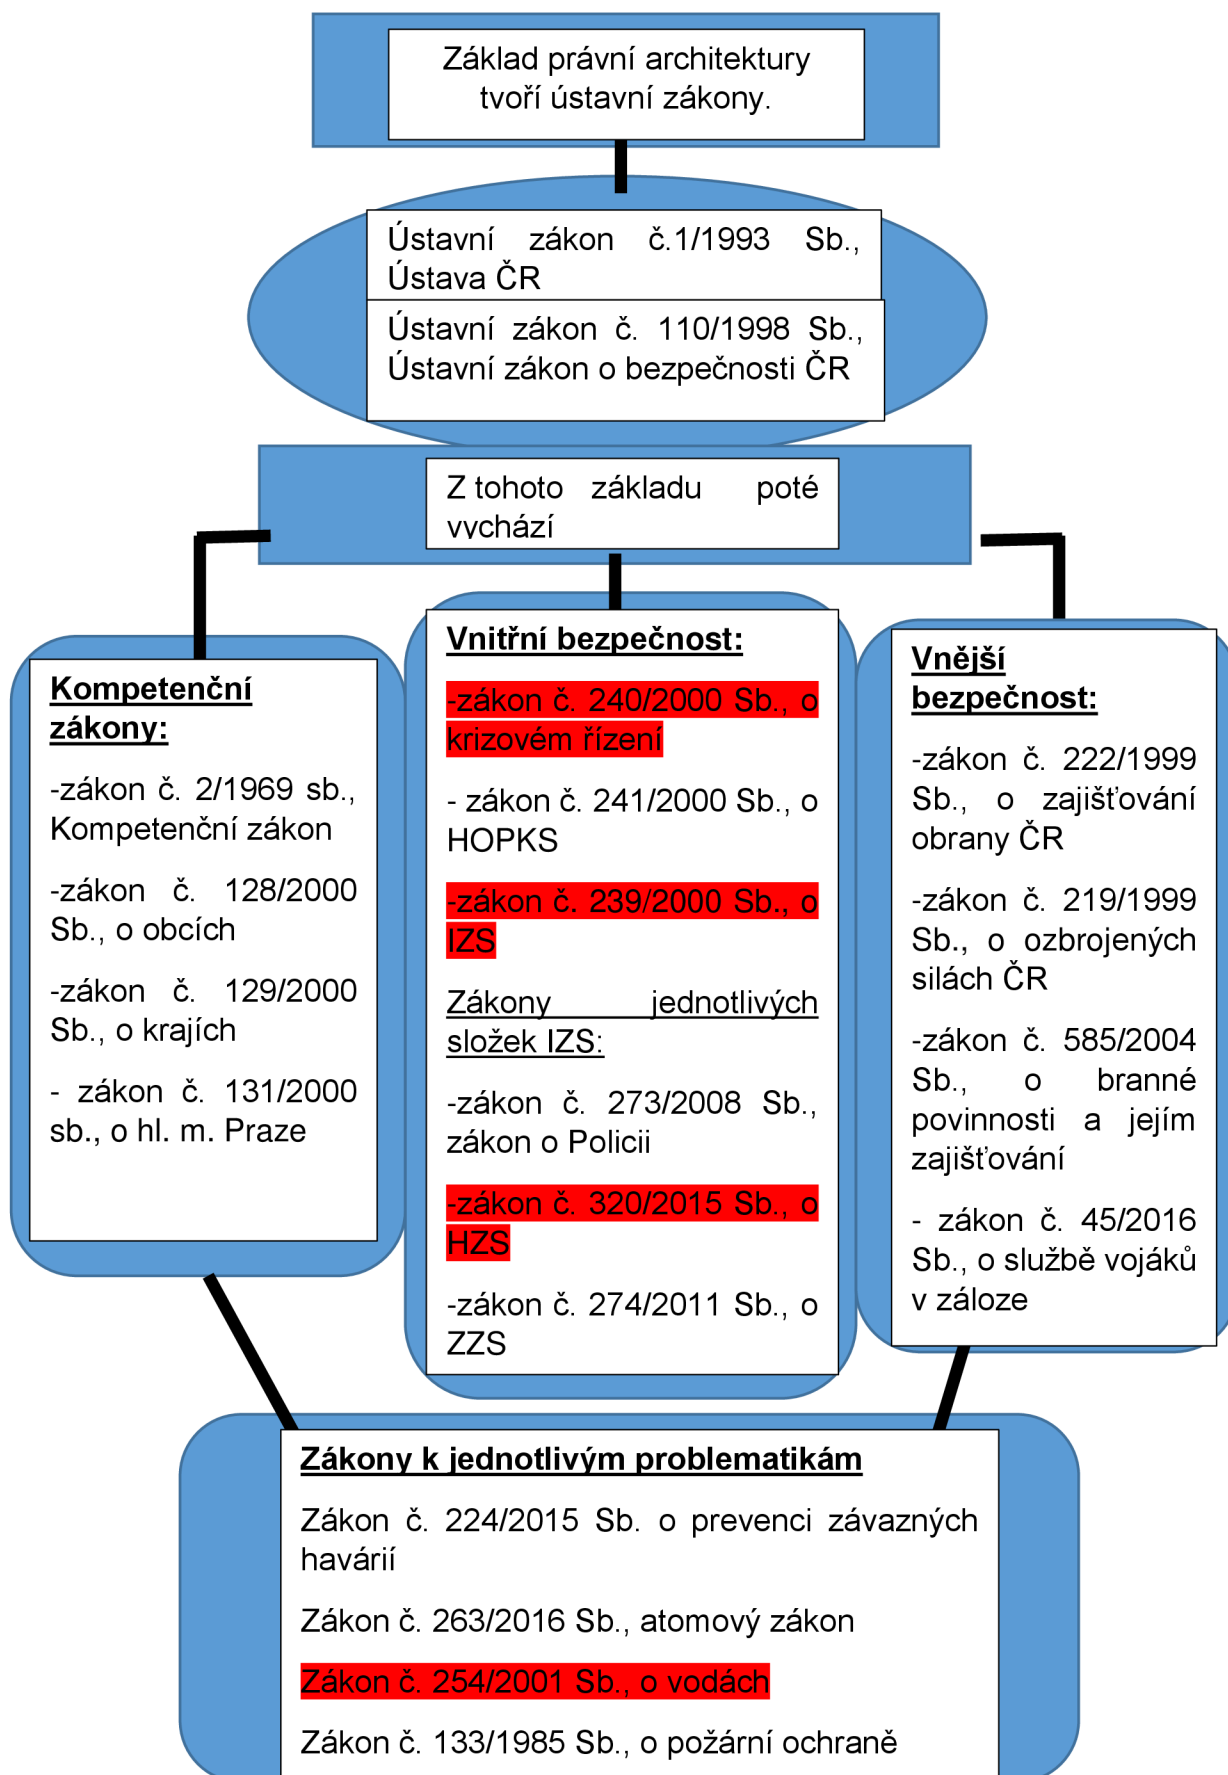 Základ právní architektury
tvoří ústavní zákony.
Ústavní zákon č.1/1993 Sb.,
Ústava ČR
Ústavní zákon č. 110/1998 Sb.,
Ústavní zákon o bezpečnosti ČR
Z tohoto základu poté
vychází
Kompetenční
zákony:
-zákon č. 2/1969 sb.,
Kompetenční zákon
-zákon č. 128/2000
Sb., o obcích
-zákon č. 129/2000
Sb., o krajích
- zákon č. 131/2000
sb., o hl. m. Praze
Vnitřní bezpečnost:
-zákon č. 240/2000 Sb., o
krizovém řízení
- zákon č. 241/2000 Sb., o
HOPKS
-zákon č. 239/2000 Sb., o
IZS
Zákony jednotlivých
složek IZS:
-zákon č. 273/2008 Sb.,
zákon o Policii
-zákon č. 320/2015 Sb., o
HZS
-zákon č. 274/2011 Sb., o
ZZS
Vnější
bezpečnost:
-zákon č. 222/1999
Sb., o zajišťování
obrany ČR
-zákon č. 219/1999
Sb., o ozbrojených
silách ČR
-zákon č. 585/2004
Sb., o branné
povinnosti a jejím
zajišťování
- zákon č. 45/2016
Sb., o službě vojáků
v záloze
Zákony k jednotlivým problematikám
Zákon č. 224/2015 Sb. o prevenci závazných
havárií
Zákon č. 263/2016 Sb., atomový zákon
Zákon č. 254/2001 Sb., o vodách
Zákon č. 133/1985 Sb., o požární ochraně